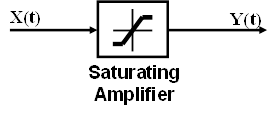 X(t)
Y(t)
Saturating
Amplifier